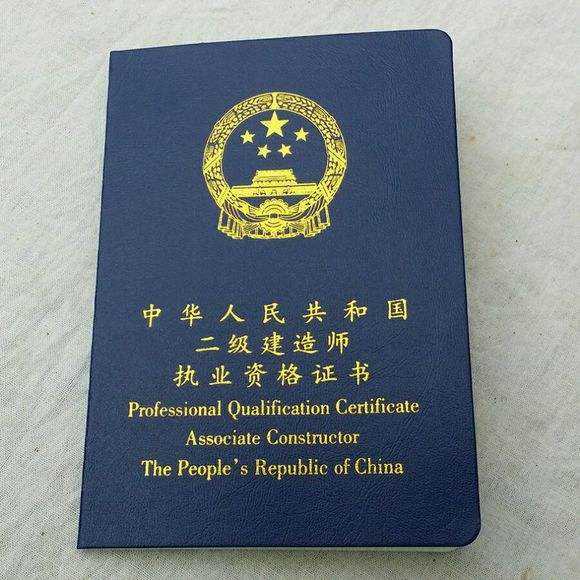 中华人民共和国
二级建造师
执业资格证书
Professional Qualification Certificate
Associate Constructor
The People's Republic of China